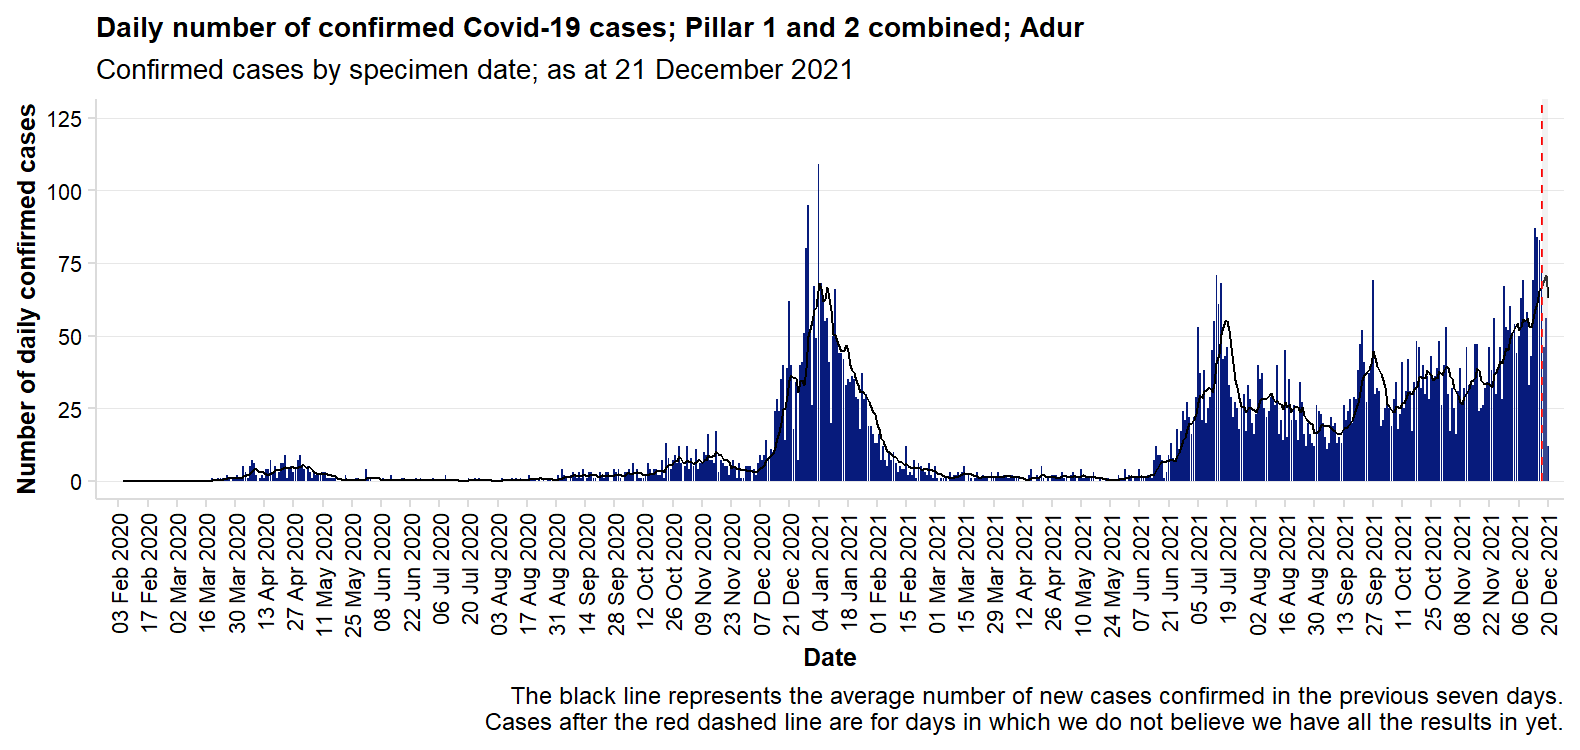 Daily number of confirmed Covid-19 cases; Pillar 1 and 2 combined; Adur
Confirmed cases by specimen date; as at 21 December 2021
Number of daily confirmed cases
125
100
75
50
25
0
03 Feb 2020
17 Feb 2020
02 Mar 2020
16 Mar 2020
30 Mar 2020
13 Apr 2020
27 Apr 2020
11 May 2020
25 May 2020
08 Jun 2020
22 Jun 2020
06 Jul 2020
20 Jul 2020
03 Aug 2020
17 Aug 2020
31 Aug 2020
14 Sep 2020
28 Sep 2020
12 Oct 2020
26 Oct 2020
09 Nov 2020
23 Nov 2020
07 Dec 2020
21 Dec 2020
04 Jan 2021
18 Jan 2021
01 Feb 2021
15 Feb 2021
01 Mar 2021
15 Mar 2021
29 Mar 2021
12 Apr 2021
26 Apr 2021
10 May 2021
24 May 2021
07 Jun 2021
21 Jun 2021
05 Jul 2021
19 Jul 2021
02 Aug 2021
16 Aug 2021
30 Aug 2021
13 Sep 2021
27 Sep 2021
11 Oct 2021
25 Oct 2021
08 Nov 2021
22 Nov 2021
06 Dec 2021
20 Dec 2021
Date
The black line represents the average number of new cases confirmed in the previous seven days.
Cases after the red dashed line are for days in which we do not believe we have all the results in yet.